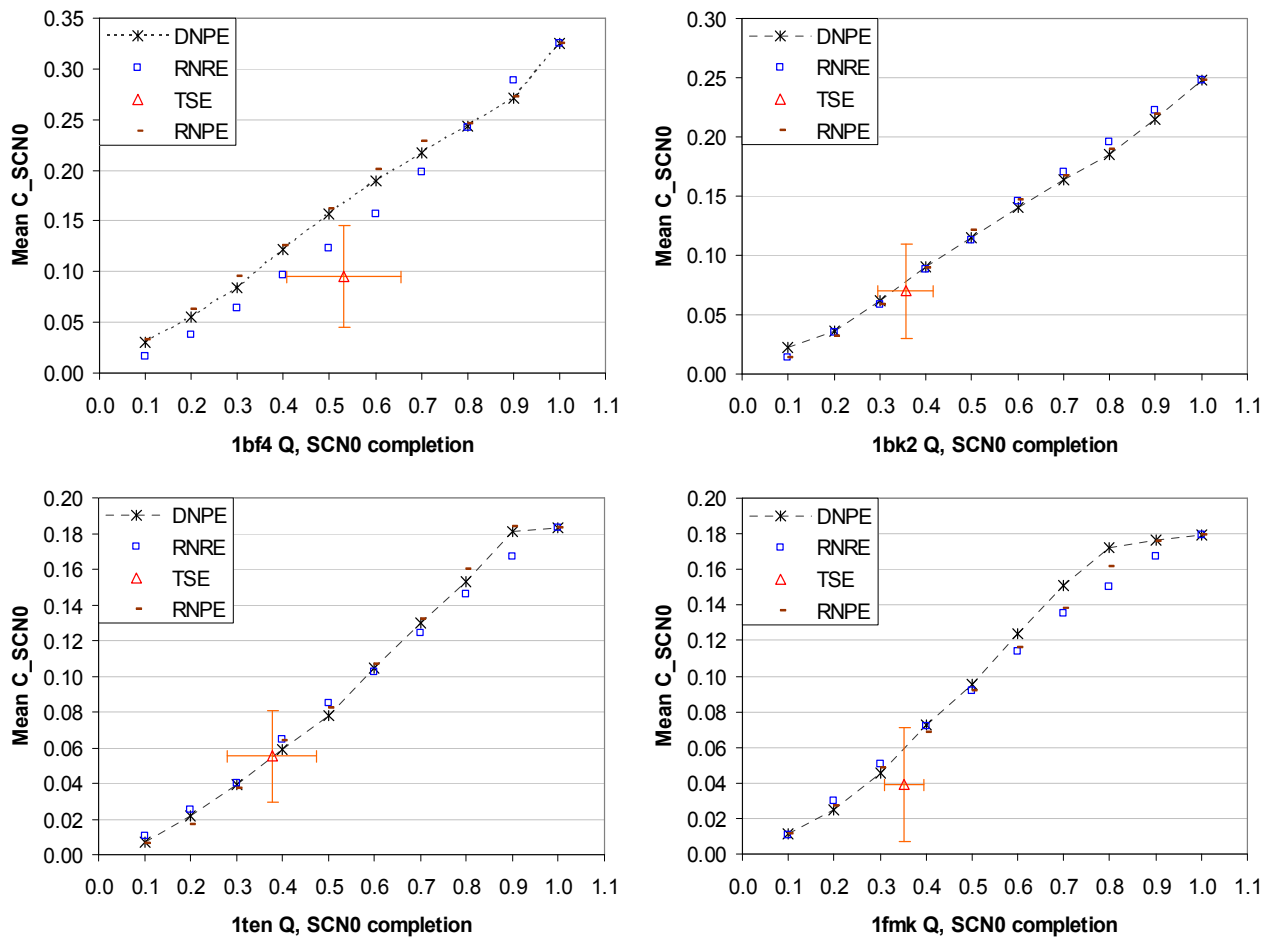 Mean C_SCN0
0.35
0.30
0.25
0.20
0.15
0.10
0.05
0.00
DNPE
RNRE
TSE
RNPE
0.0 0.1 0.2 0.3 0.4 0.5 0.6 0.7 0.8 0.9 1.0 1.1
1bf4 Q, SCN0 completion
Mean C_SCN0
0.30
0.25
0.20
0.15
0.10
0.05
0.00
DNPE
RNRE
TSE
RNPE
0.0 0.1 0.2 0.3 0.4 0.5 0.6 0.7 0.8 0.9 1.0 1.1
1bk2 Q, SCN0 completion
Mean C_SCN0
0.20
0.18
0.16
0.14
0.12
0.10
0.08
0.06
0.04
0.02
0.00
DNPE
RNRE
TSE
RNPE
0.0 0.1 0.2 0.3 0.4 0.5 0.6 0.7 0.8 0.9 1.0 1.1
1ten Q, SCN0 completion
Mean C_SCN0
0.20
0.18
0.16
0.14
0.12
0.10
0.08
0.06
0.04
0.02
0.00
DNPE
RNRE
TSE
RNPE
0.0 0.1 0.2 0.3 0.4 0.5 0.6 0.7 0.8 0.9 1.0 1.1
1fmk Q, SCN0 completion